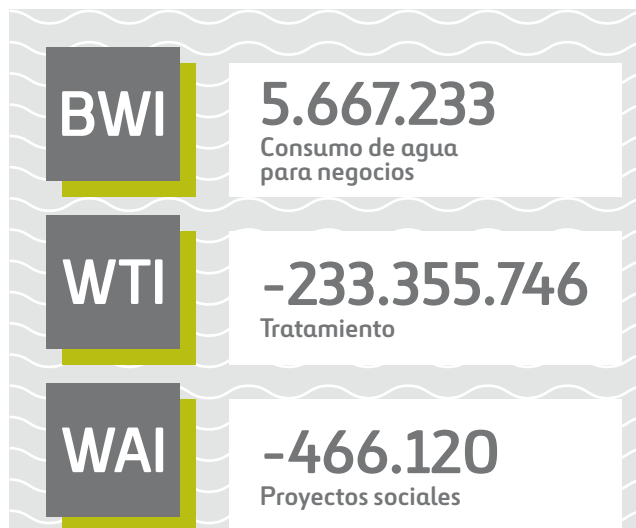 BWI
5.667.233
Consumo de agua
para negocios
WTI
-233.355.746
Tratamiento
WAI
-466.120
Proyectos sociales